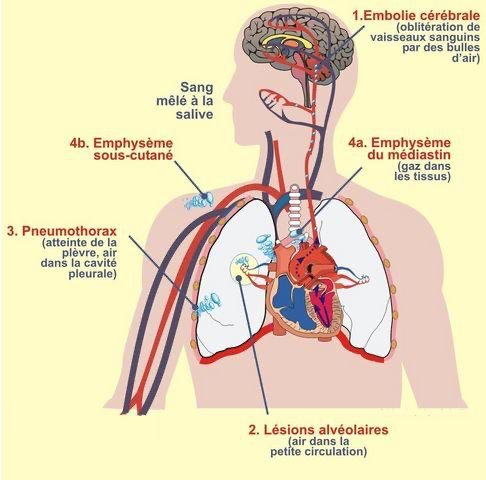 1.Embolie cérébrale
(oblitération de
vaisseaux sanguins
par des bulles
d'air)
Sang
mêlé à la
salive
4b. Emphysème
sous-cutané
4a. Emphysème
du médiastin
(gaz dans
les tissus)
3. Pneumothorax
(atteinte de la
plèvre, air
dans la cavité
pleurale)
2. Lésions alvéolaires
(air dans la
petite circulation)